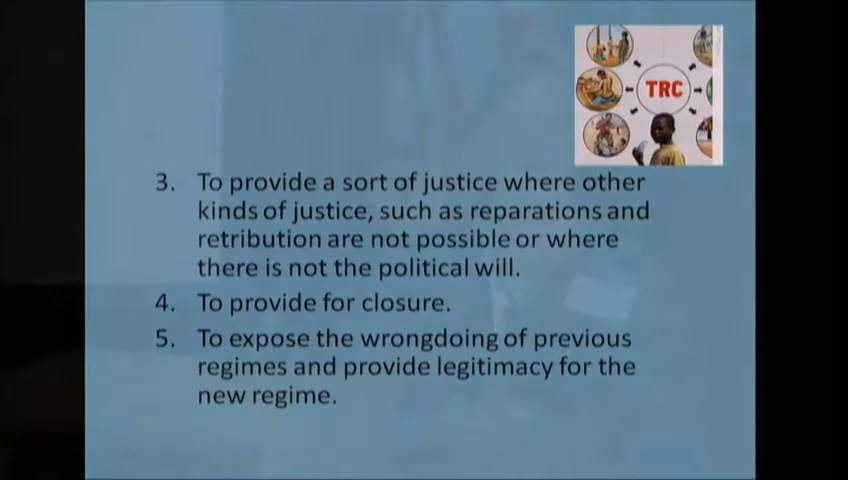 TRC
3. To provide a sort of justice where other
kinds of justice, such as reparations and
retribution are not possible or where
there is not the political will.
4. To provide for closure.
5. To expose the wrongdoing of previous
regimes and provide legitimacy for the
new regime.